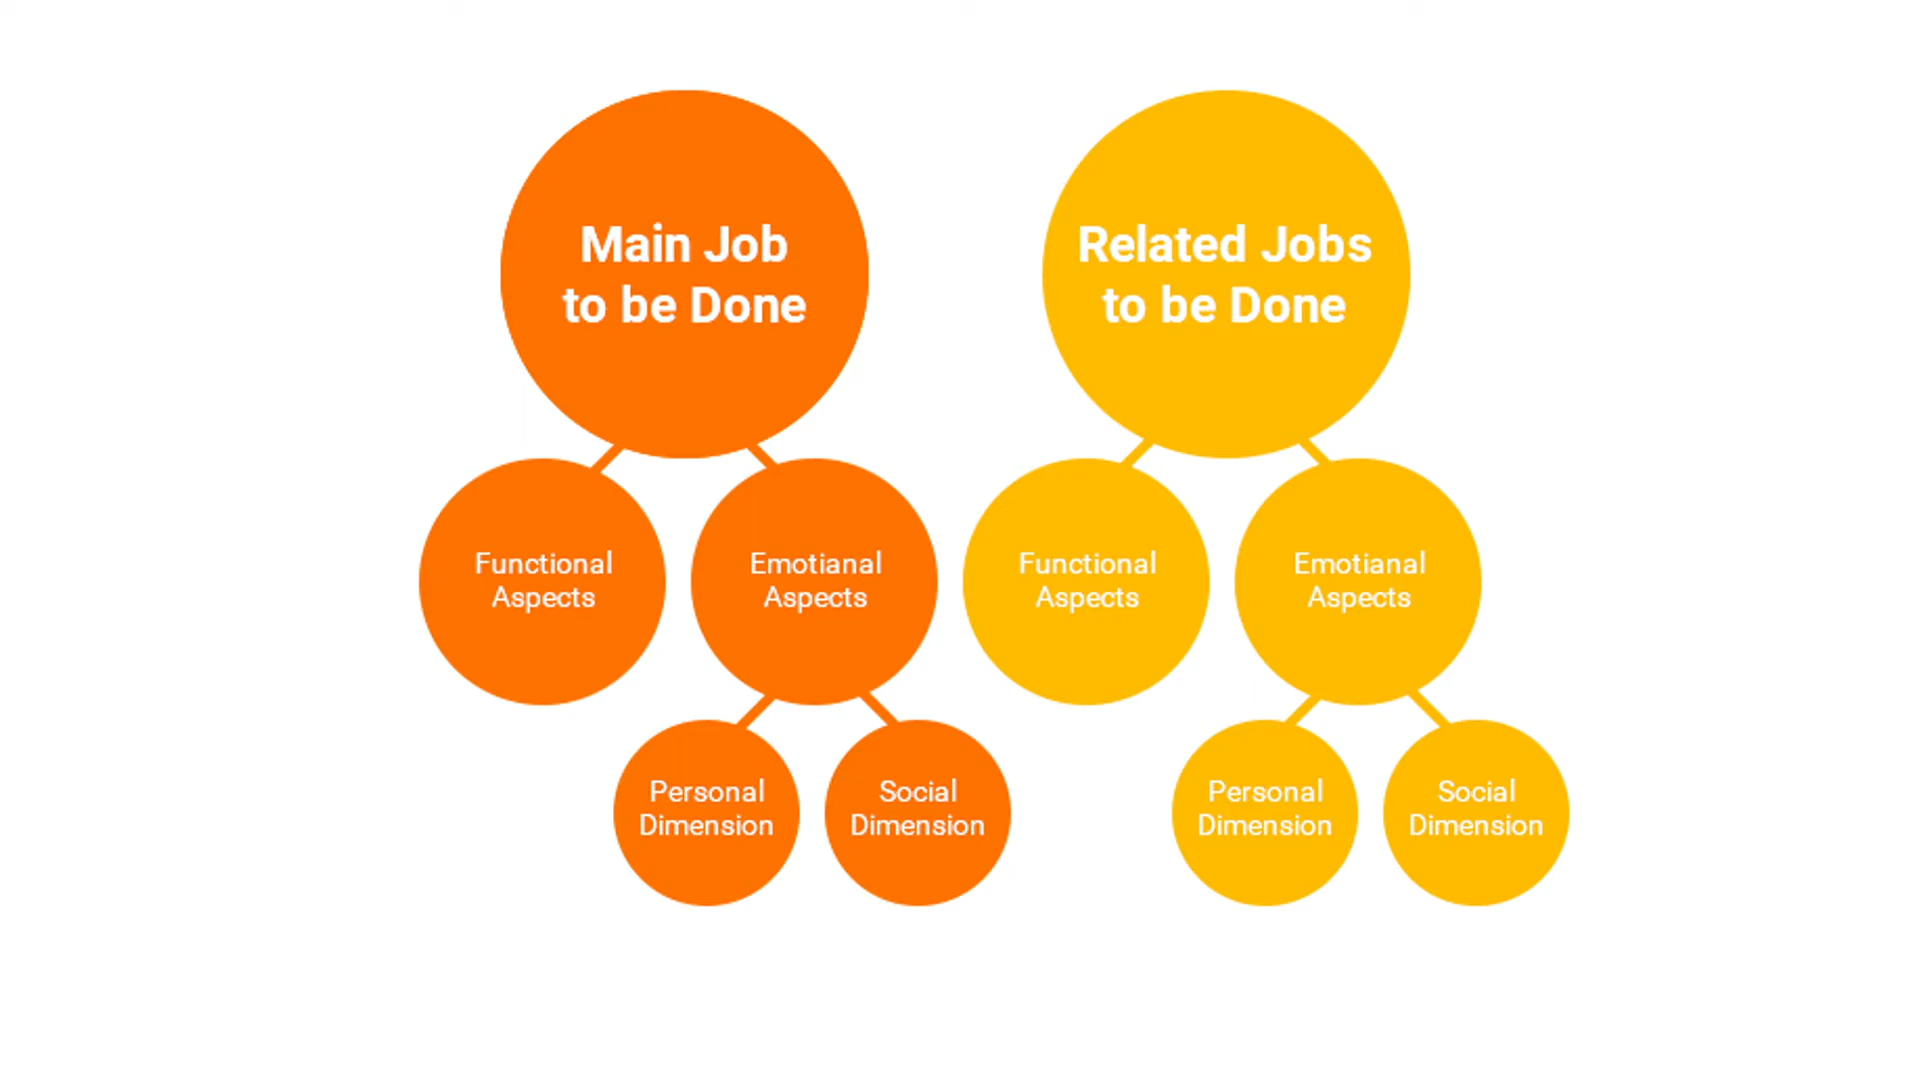 Main Job
to be Done
Related Jobs
to be Done
Functional
Aspects
Emotianal
Aspects
Functional
Aspects
Emotianal
Aspects
Personal
Dimension
Social
Dimension
Personal
Dimension
Social
Dimension